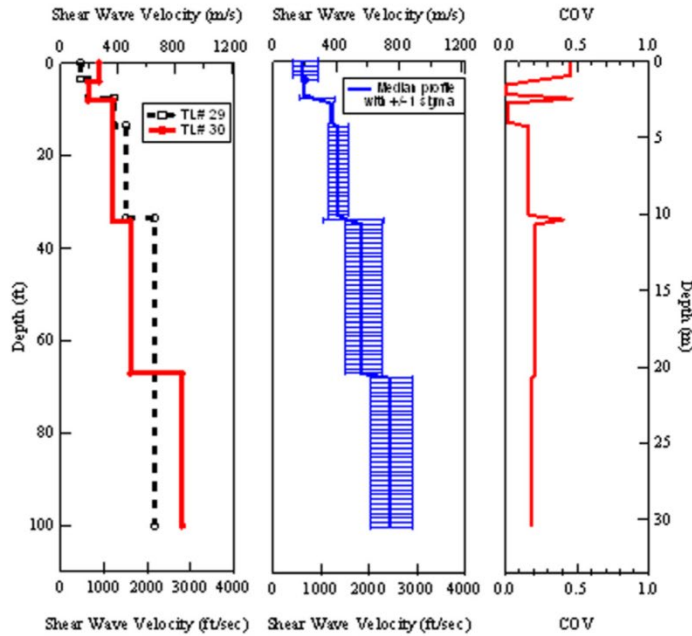 Shear Wave Velocity (m/s)
Shear Wave Velocity (m/s)
COV
0 400 800 1200
0 400 800 1200
0.0 0.5 1.0
0
20
40
60
80
100
Depth (ft)
TL# 29
TL# 30
Median profile
with +/- 1 sigma
0
5
10
15
20
25
30
Depth (m)
0 1000 2000 3000 4000
0 1000 2000 3000 4000
0.0 0.5 1.0
Shear Wave Velocity (ft/sec)
Shear Wave Velocity (ft/sec)
COV